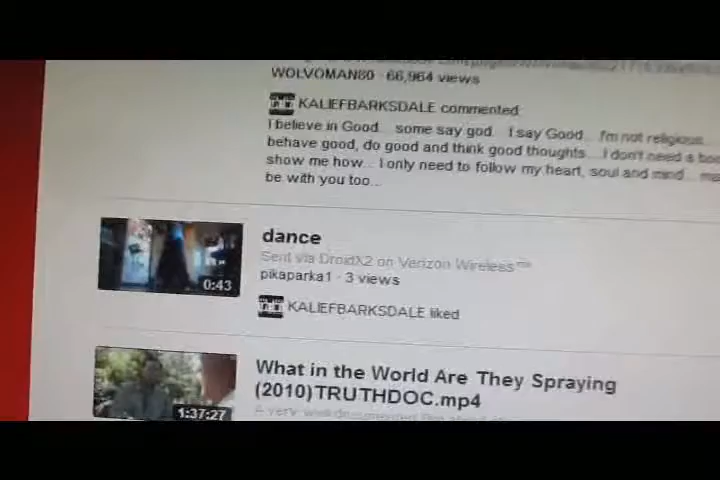 WOLVOMAN80 · 66,964 views
KALIEFBARKSDALE commented
I believe in Good... some say god.. I say Good... I'm not religious...
behave good, do good and think good thoughts... I don't need a
show me how... I only need to follow my heart, soul and mind...
be with you too...
dance
Sent via DroidX2 on Verizon Wireless™
pikaparka1 · 3 views
0:43
KALIEFBARKSDALE liked
What in the World Are They Spraying
(2010)TRUTHDOC.mp4
1:37:27